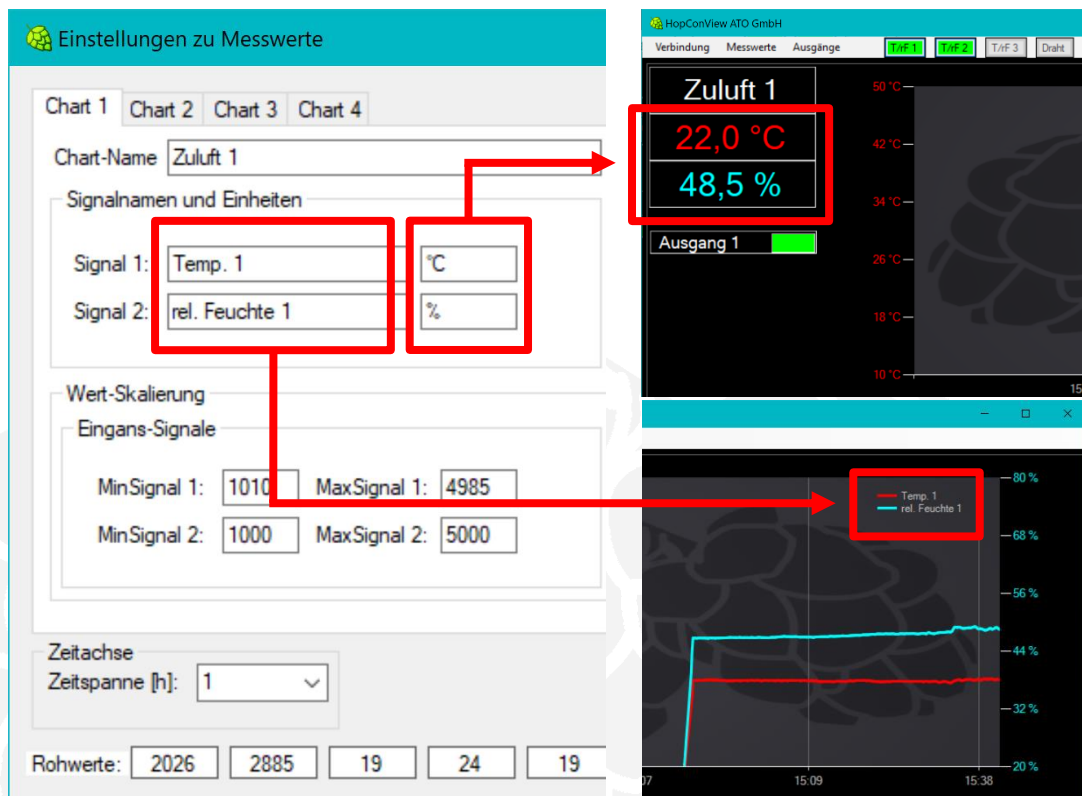 Einstellungen zu Messwerte
Chart 1 Chart 2 Chart 3 Chart 4
Chart-Name Zuluft 1
Signalnamen und Einheiten
Signal 1: Temp. 1 °C
Signal 2: rel. Feuchte 1 %
Wert-Skalierung
Eingans-Signale
MinSignal 1: 1010 MaxSignal 1: 4985
MinSignal 2: 1000 MaxSignal 2: 5000
Zeitachse
Zeitspanne [h]: 1
Rohwerte: 2026 2885 19 24 19
HopConView ATO GmbH
Verbindung Messwerte Ausgänge T/rF 1 T/rF 2 T/rF 3 Draht
Zuluft 1
22,0 °C
48,5 %
Ausgang 1
50 °C
42 °C
34 °C
26 °C
18 °C
10 °C
15
Temp. 1
rel. Feuchte 1
80 %
68 %
56 %
44 %
32 %
20 %
07 15:09 15:38